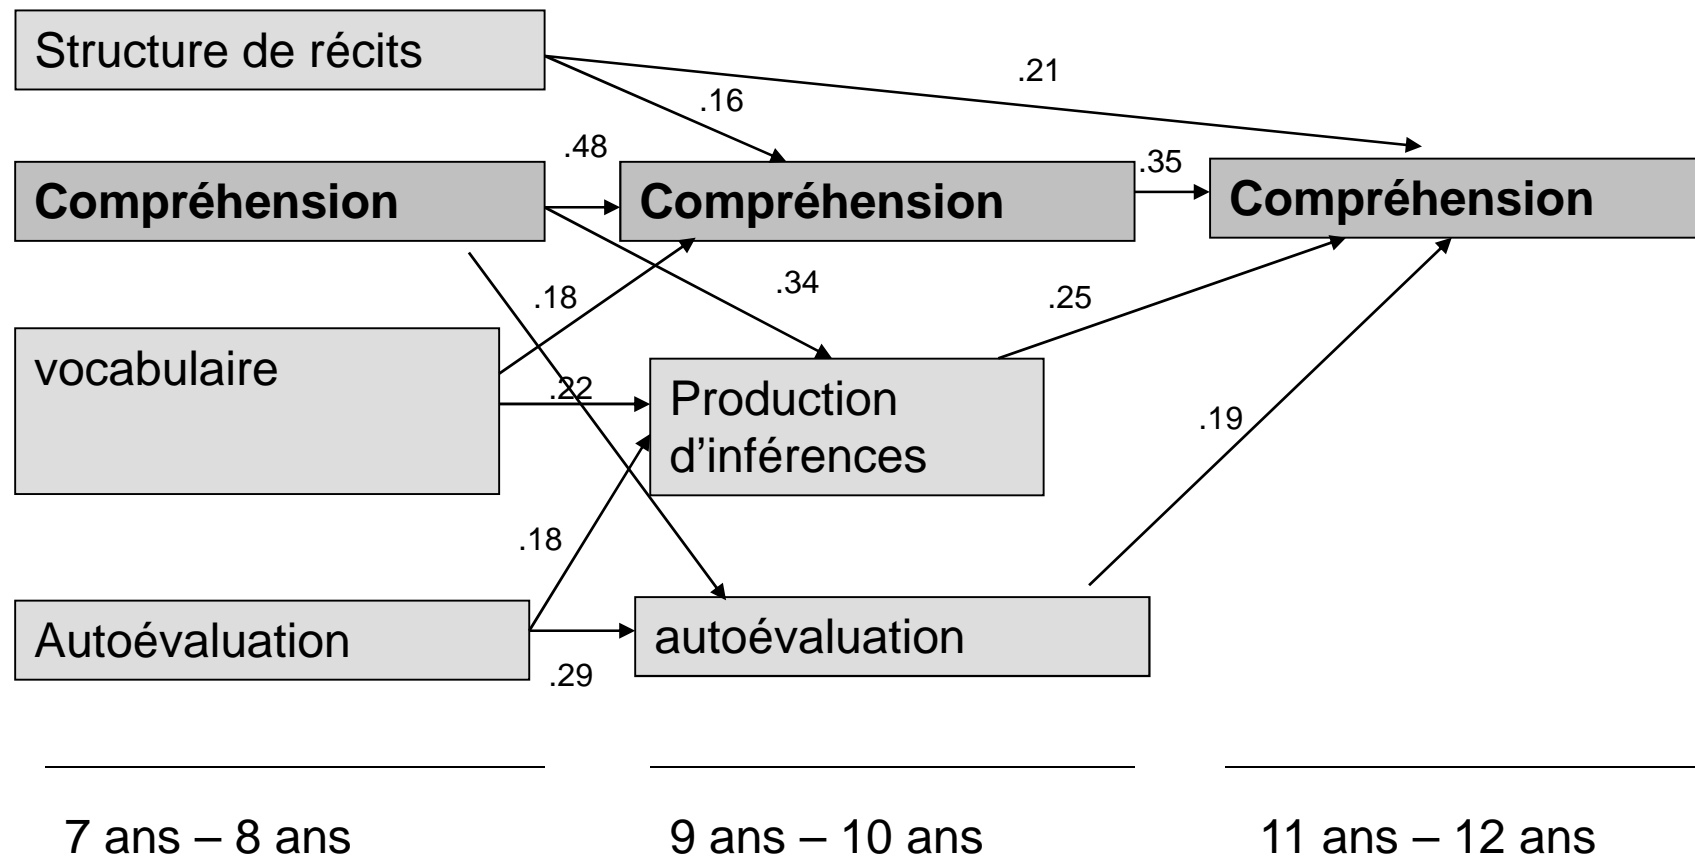 Structure de récits
.21
.16
.48
.35
Compréhension
Compréhension
Compréhension
.18
.34
.25
vocabulaire
.22
Production
d’inférences
.19
.18
Autoévaluation
autoévaluation
.29
7 ans – 8 ans
9 ans – 10 ans
11 ans – 12 ans